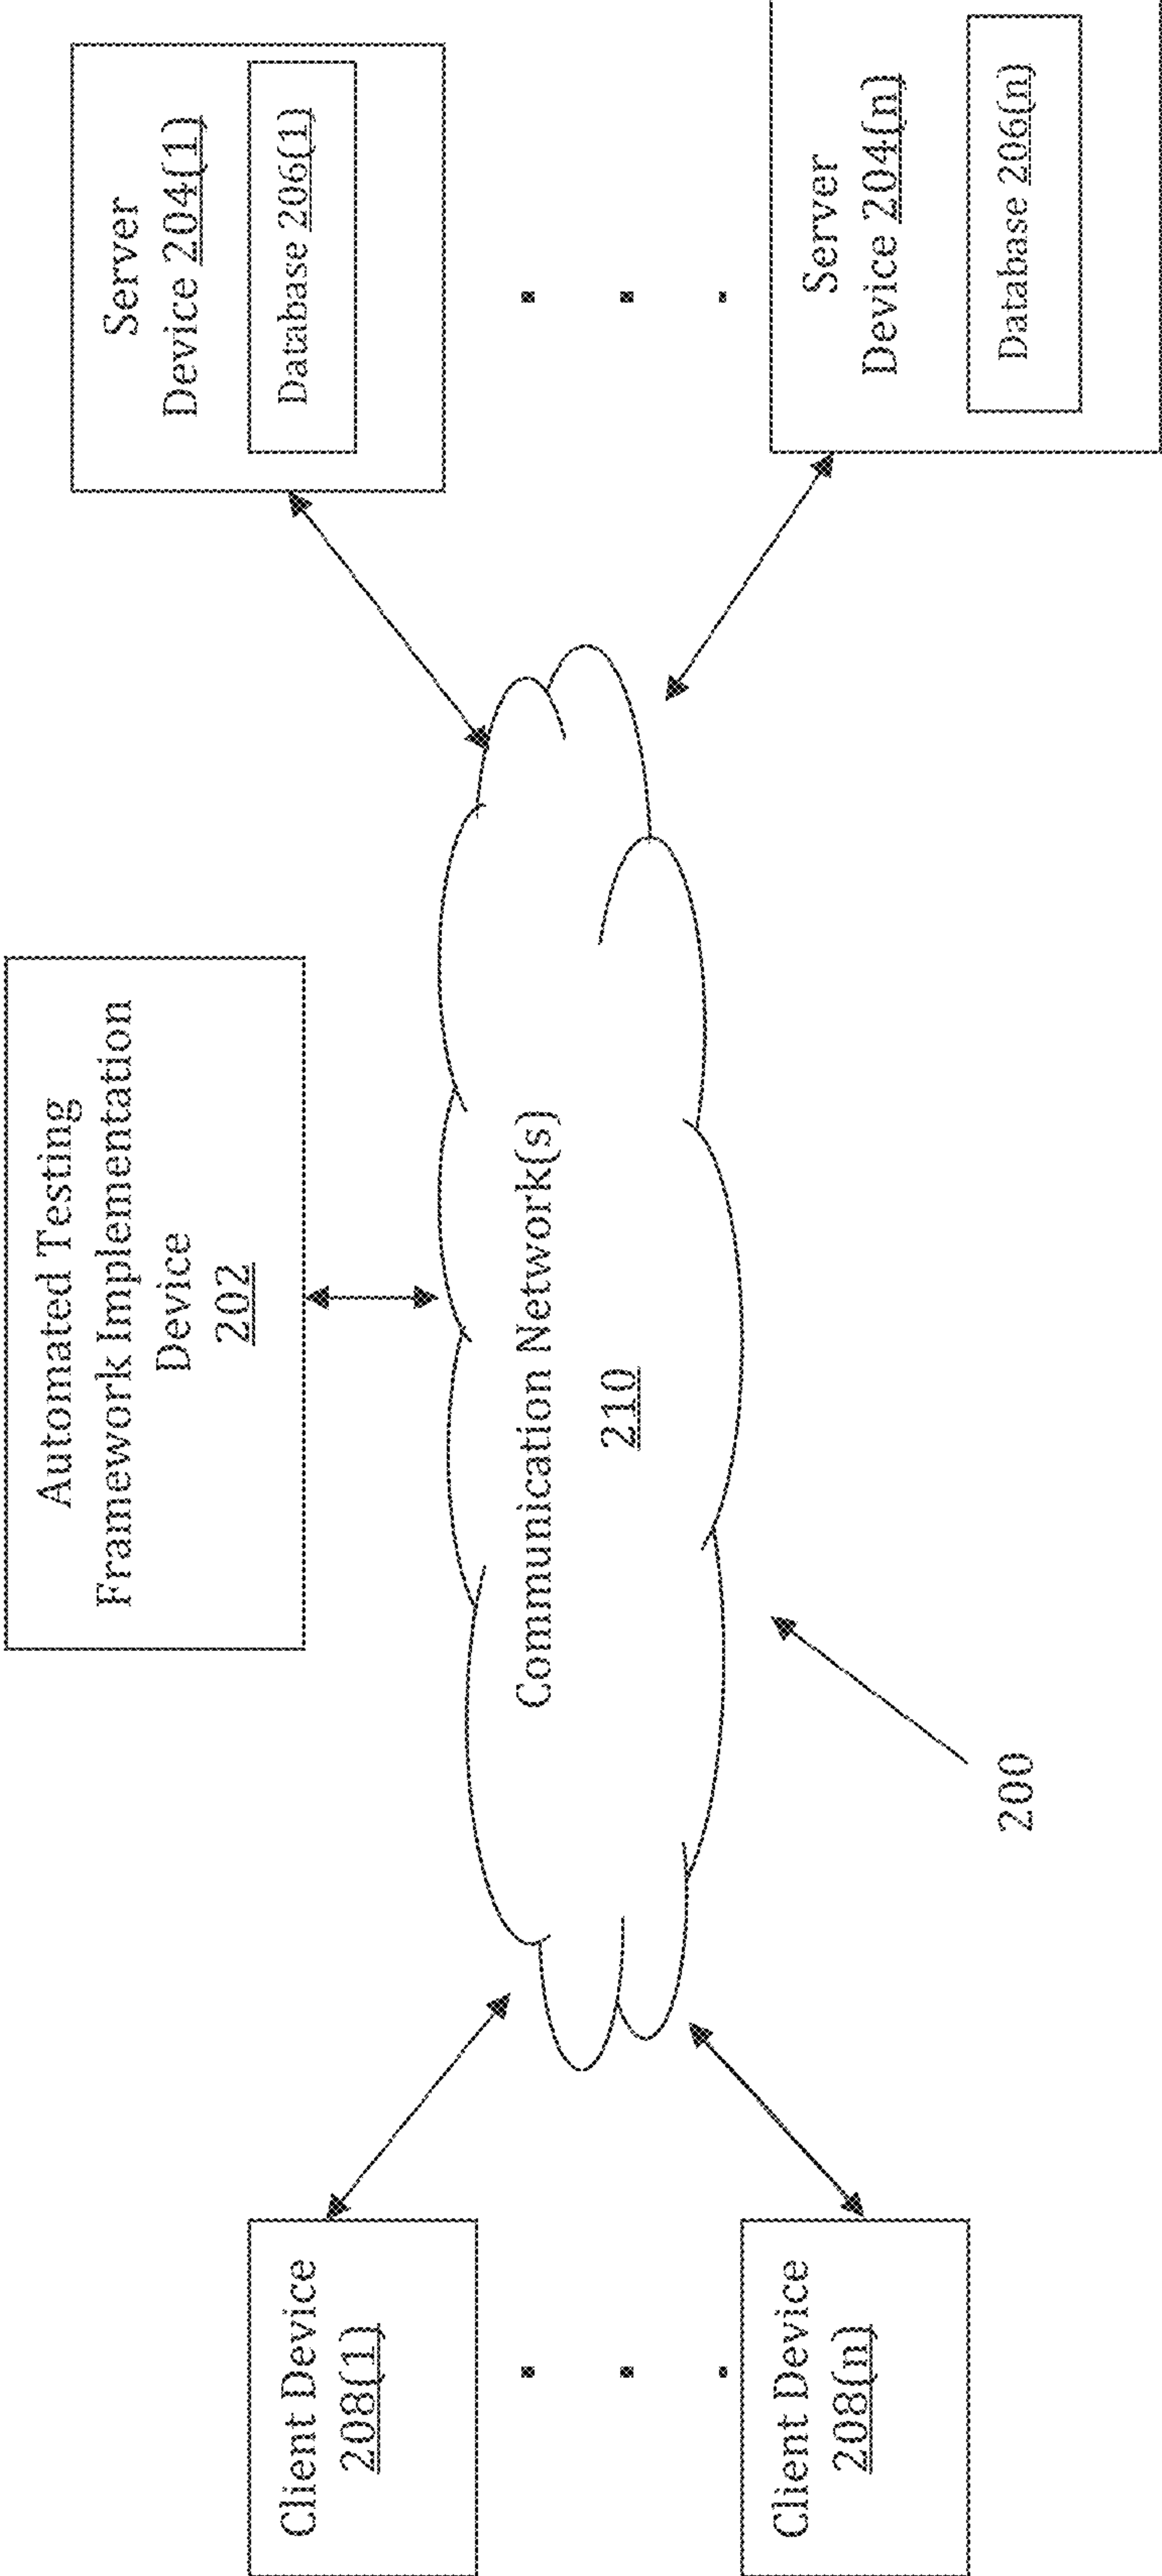 Automated Testing
Framework Implementation
Device
202
Client Device
208(1)
Client Device
208(n)
Communication Network(s)
210
200
Server
Device 204(1)
Database 206(1)
Server
Device 204(n)
Database 206(n)